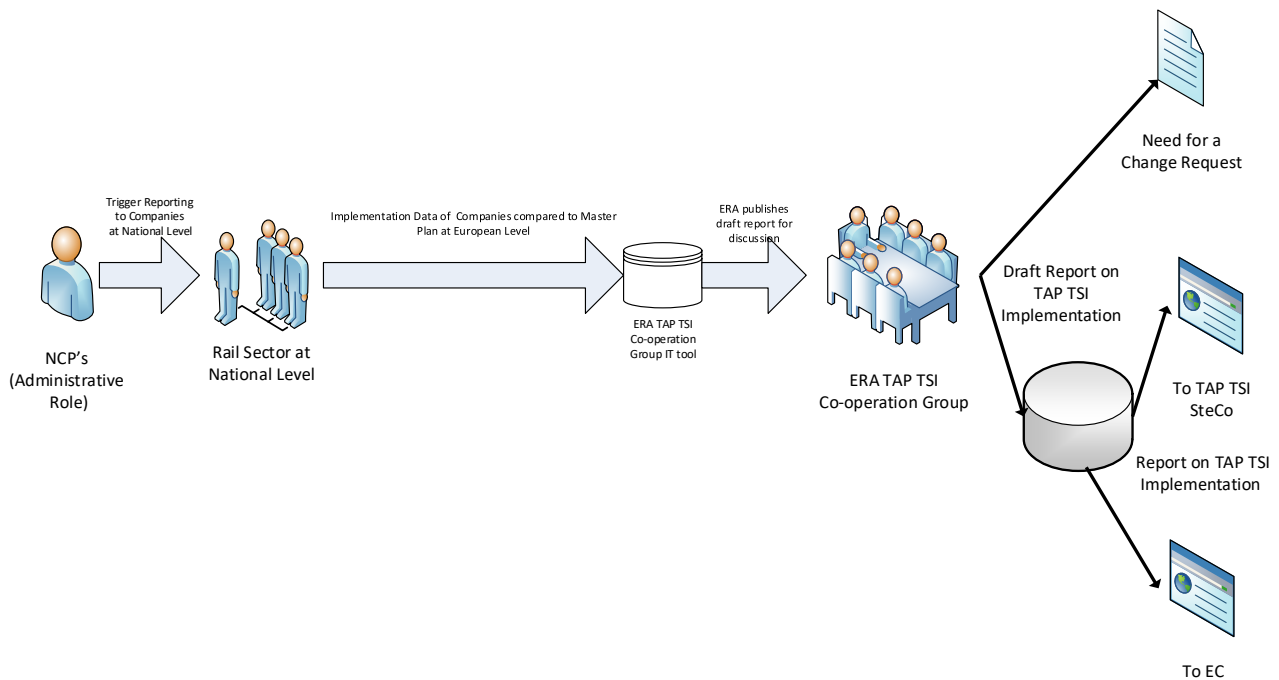 Trigger Reporting
to Companies
at National Level
NCP's
(Administrative
Role)
Rail Sector at
National Level
Implementation Data of Companies compared to Master
Plan at European Level
ERA TAP TSI
Co-operation
Group IT tool
ERA publishes
draft report for
discussion
ERA TAP TSI
Co-operation Group
Need for a
Change Request
Draft Report on
TAP TSI
Implementation
To TAP TSI
SteCo
Report on TAP TSI
Implementation
To EC